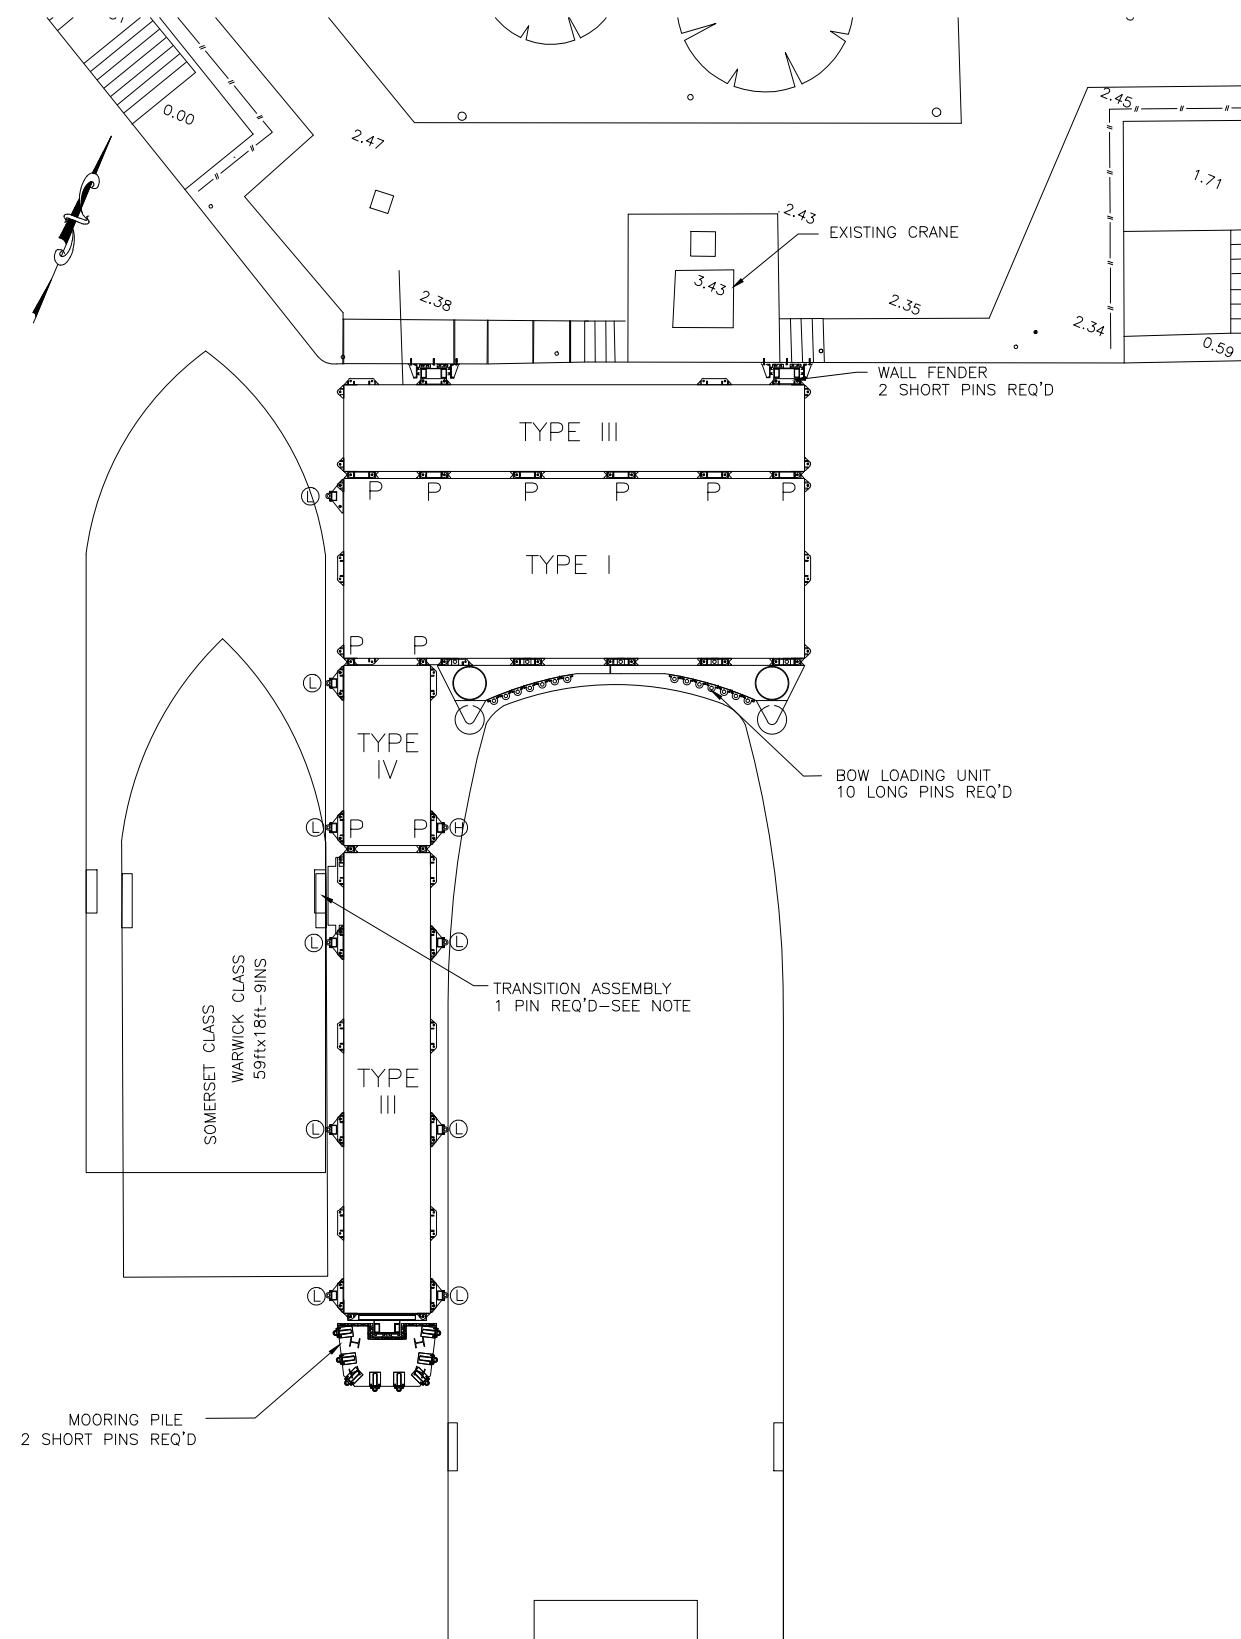 0.00
2.47
2.45
1.71
2.43
EXISTING CRANE
3.43
2.38
2.35
2.34
0.59
WALL FENDER
2 SHORT PINS REQ'D
TYPE III
P P P P P P
L
TYPE I
P P
L
TYPE
IV
BOW LOADING UNIT
10 LONG PINS REQ'D
L P P H
L L
TRANSITION ASSEMBLY
1 PIN REQ'D-SEE NOTE
SOMERSET CLASS
WARWICK CLASS
59ftx18ft-9INS
TYPE
III
L L
L L
H H
MOORING PILE
2 SHORT PINS REQ'D